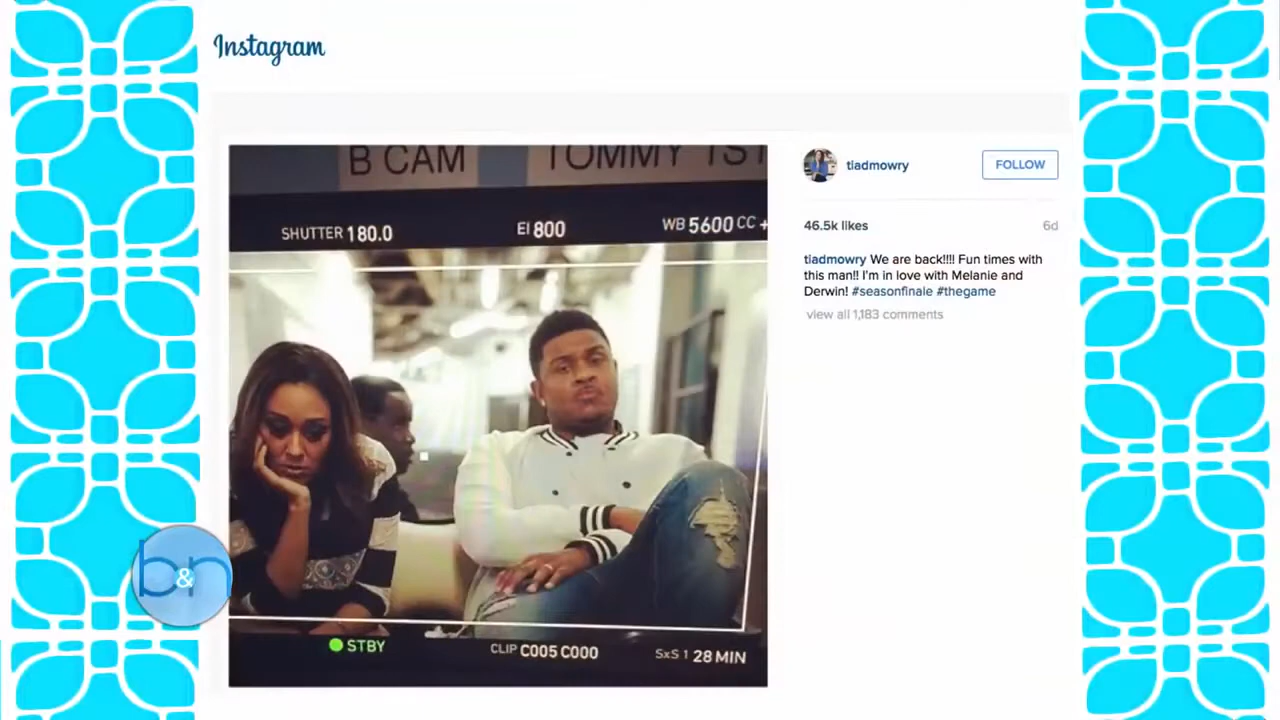 Instagram
B CAM TOMMY 1ST
SHUTTER 180.0 EI 800 WB 5600 CC +
tiadmowry FOLLOW
46.5k likes 6d
tiadmowry We are back!!!! Fun times with
this man!! I'm in love with Melanie and
Derwin! #seasonfinale #thegame
view all 1,183 comments
b&n
STBY CLIP C005 C000 SxS 1 28 MIN